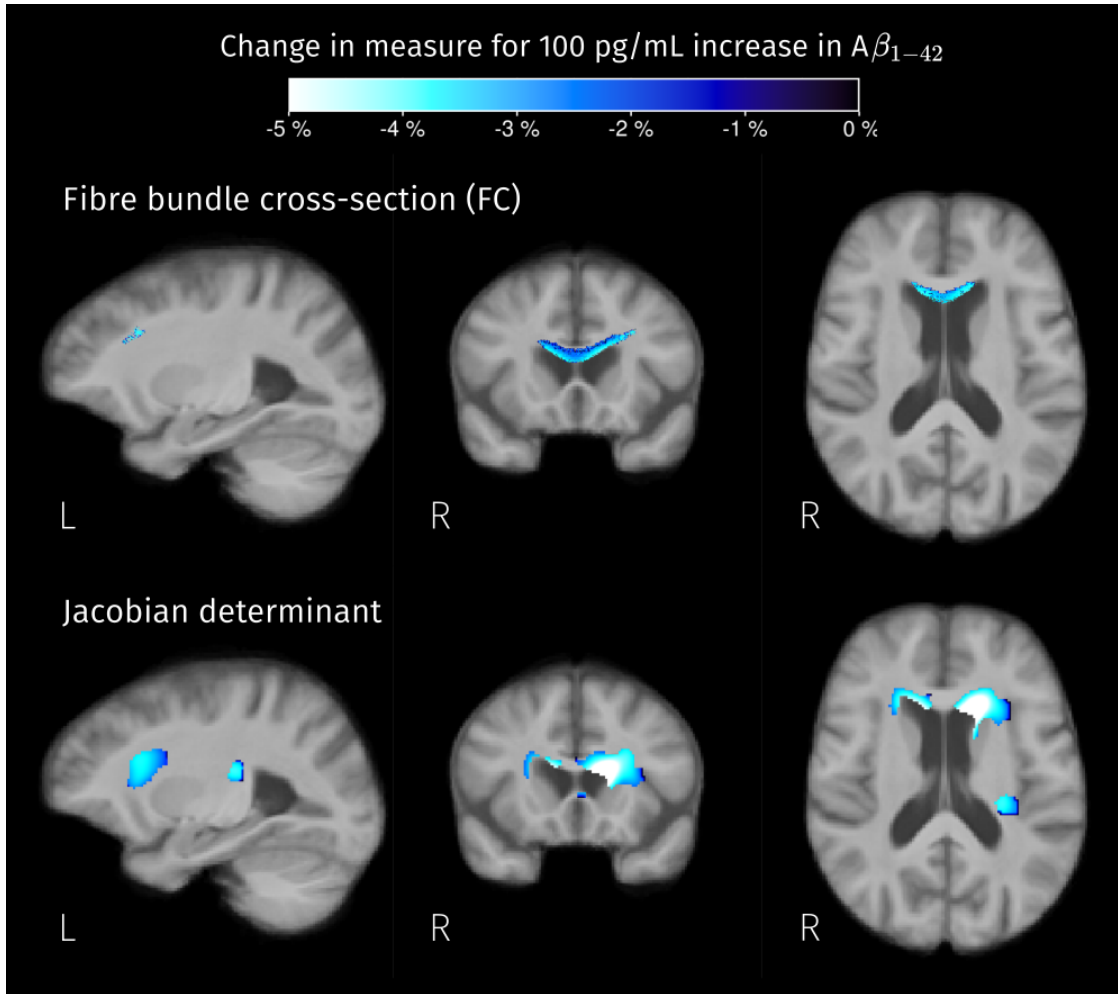 Change in measure for 100 pg/mL increase in Aβ₁₋₄₂
-5 % -4 % -3 % -2 % -1 % 0 %
Fibre bundle cross-section (FC)
L R R
Jacobian determinant
L R R